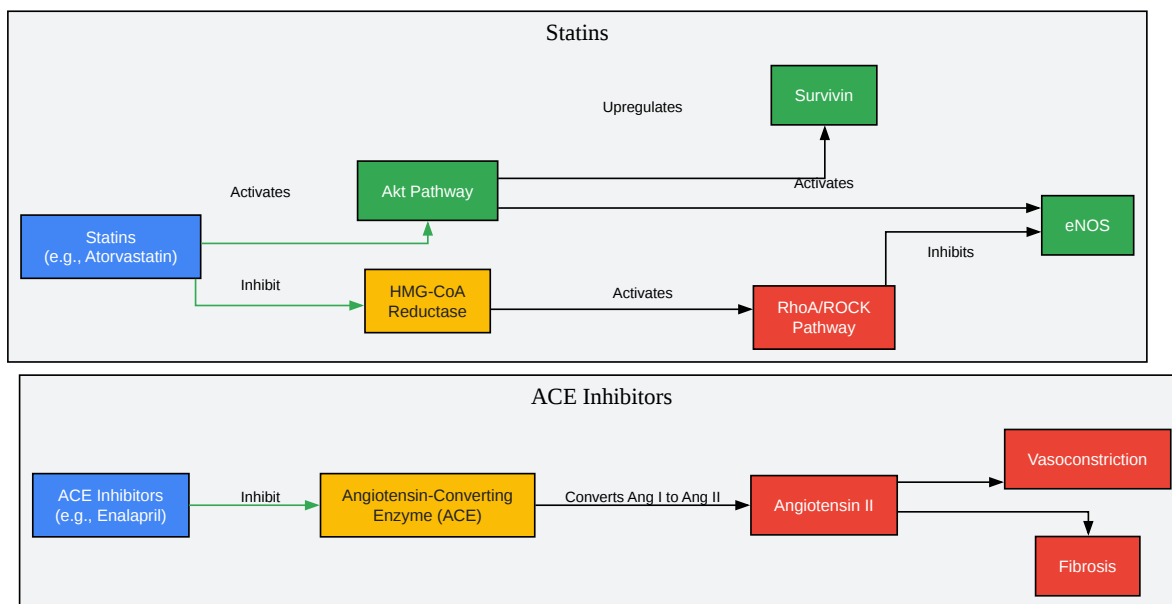 Statins
Survivin
Upregulates
Activates
Akt Pathway
Activates
Statins
(e.g., Atorvastatin)
eNOS
Inhibits
Inhibit
HMG-CoA
Reductase
Activates
RhoA/ROCK
Pathway
ACE Inhibitors
Vasoconstriction
ACE Inhibitors
(e.g., Enalapril)
Inhibit
Angiotensin-Converting
Enzyme (ACE)
Converts Ang I to Ang II
Angiotensin II
Fibrosis